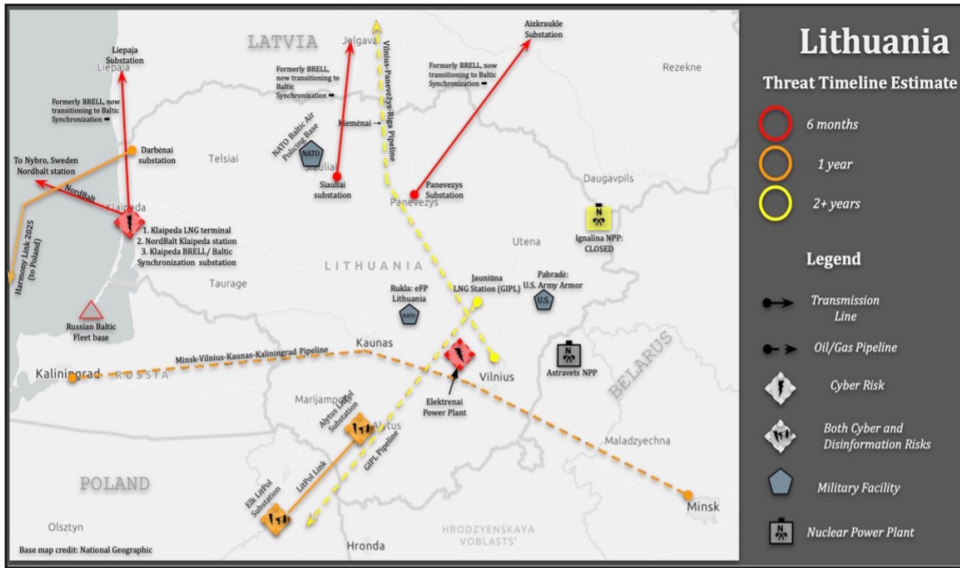 Lithuania
Threat Timeline Estimate
6 months
1 year
2+ years
Legend
Transmission
Line
Oil/Gas Pipeline
Cyber Risk
Both Cyber and
Disinformation Risks
Military Facility
Nuclear Power Plant
LATVIA
Jelgava
Aizkraukle
Substation
Rezekne
Liepaja
Substation
Liepaja
Formerly BRELL, now
transitioning to Baltic
Synchronization
Formerly BRELL,
now transitioning to
Baltic
Synchronization
Formerly BRELL, now
transitioning to Baltic
Synchronization
Vilnius-Panevežys-Riga Pipeline
Kiemėnai
NATO Baltic Air
Policing Base
NATO
Siauliai
Siauliai
substation
Telsiai
Darbėnai
substation
To Nybro, Sweden
Nordbalt station
NordBalt
Klaipeda
1. Klaipeda LNG terminal
2. NordBalt Klaipeda station
3. Klaipeda BRELL/ Baltic
Synchronization substation
Harmony Link 2025
(to Poland)
Panevezys
Substation
Panevezys
Daugavpils
N
Ignalina NPP:
CLOSED
Utena
LITHUANIA
Taurage
Russian Baltic
Fleet base
Rukla: eFP
Lithuania
NATO
Jauniūna
LNG Station (GIPL)
Pabradė:
U.S. Army Armor
U.S.
Minsk-Vilnius-Kaunas-Kaliningrad Pipeline
Kaunas
Kaliningrad
RUSSIA
Vilnius
N
Astravets NPP
BELARUS
Elektrenai
Power Plant
Marijampole
Alytus LitPol
Substation
Alytus
GIPL Pipeline
LitPol Link
Elk LitPol
Substation
Maladzyechna
Minsk
POLAND
Olsztyn
Hronda
HRODZYENSKAYA
VOBLASTS'
Base map credit: National Geographic